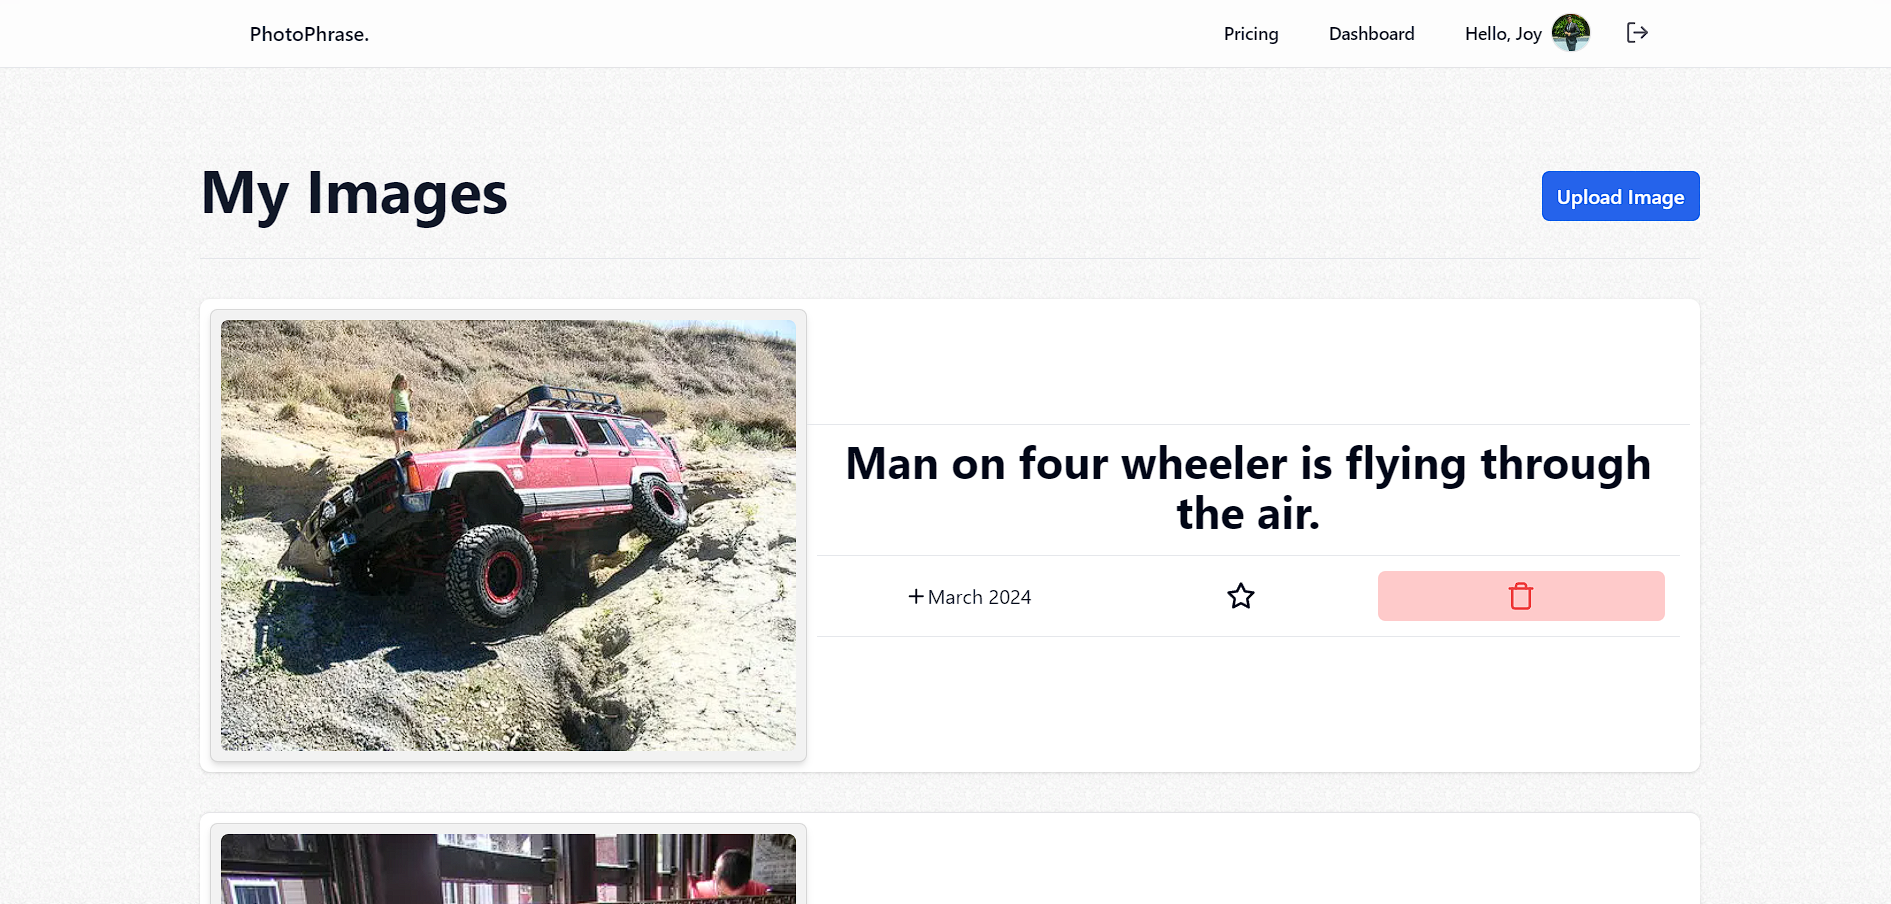 PhotoPhrase.
Pricing
Dashboard
Hello, Joy
My Images
Upload Image
Man on four wheeler is flying through
the air.
March 2024